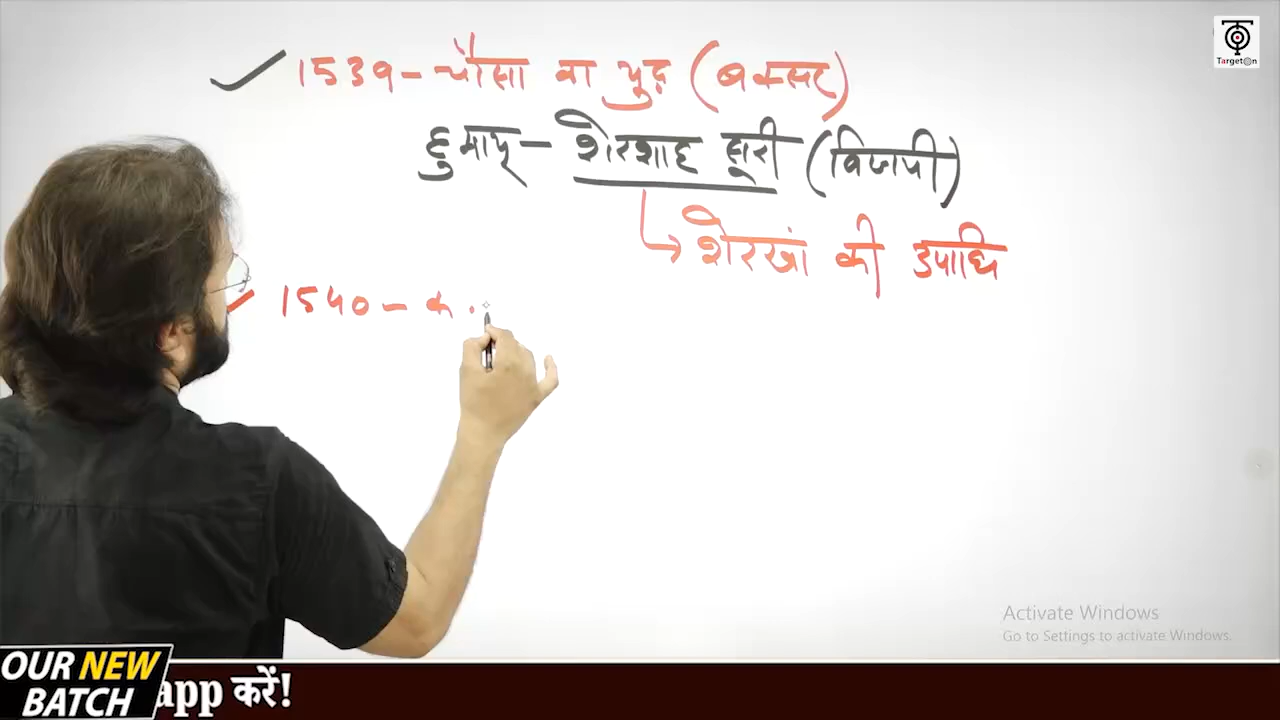 TargetOn
1539 - चौसा का युद्ध (बक्सर)
हुमायू - शेरशाह सूरी (विजयी)
→ शेरखां की उपाधि
1540 - क
Activate Windows
Go to Settings to activate Windows.
OUR NEW
BATCH
app करें!